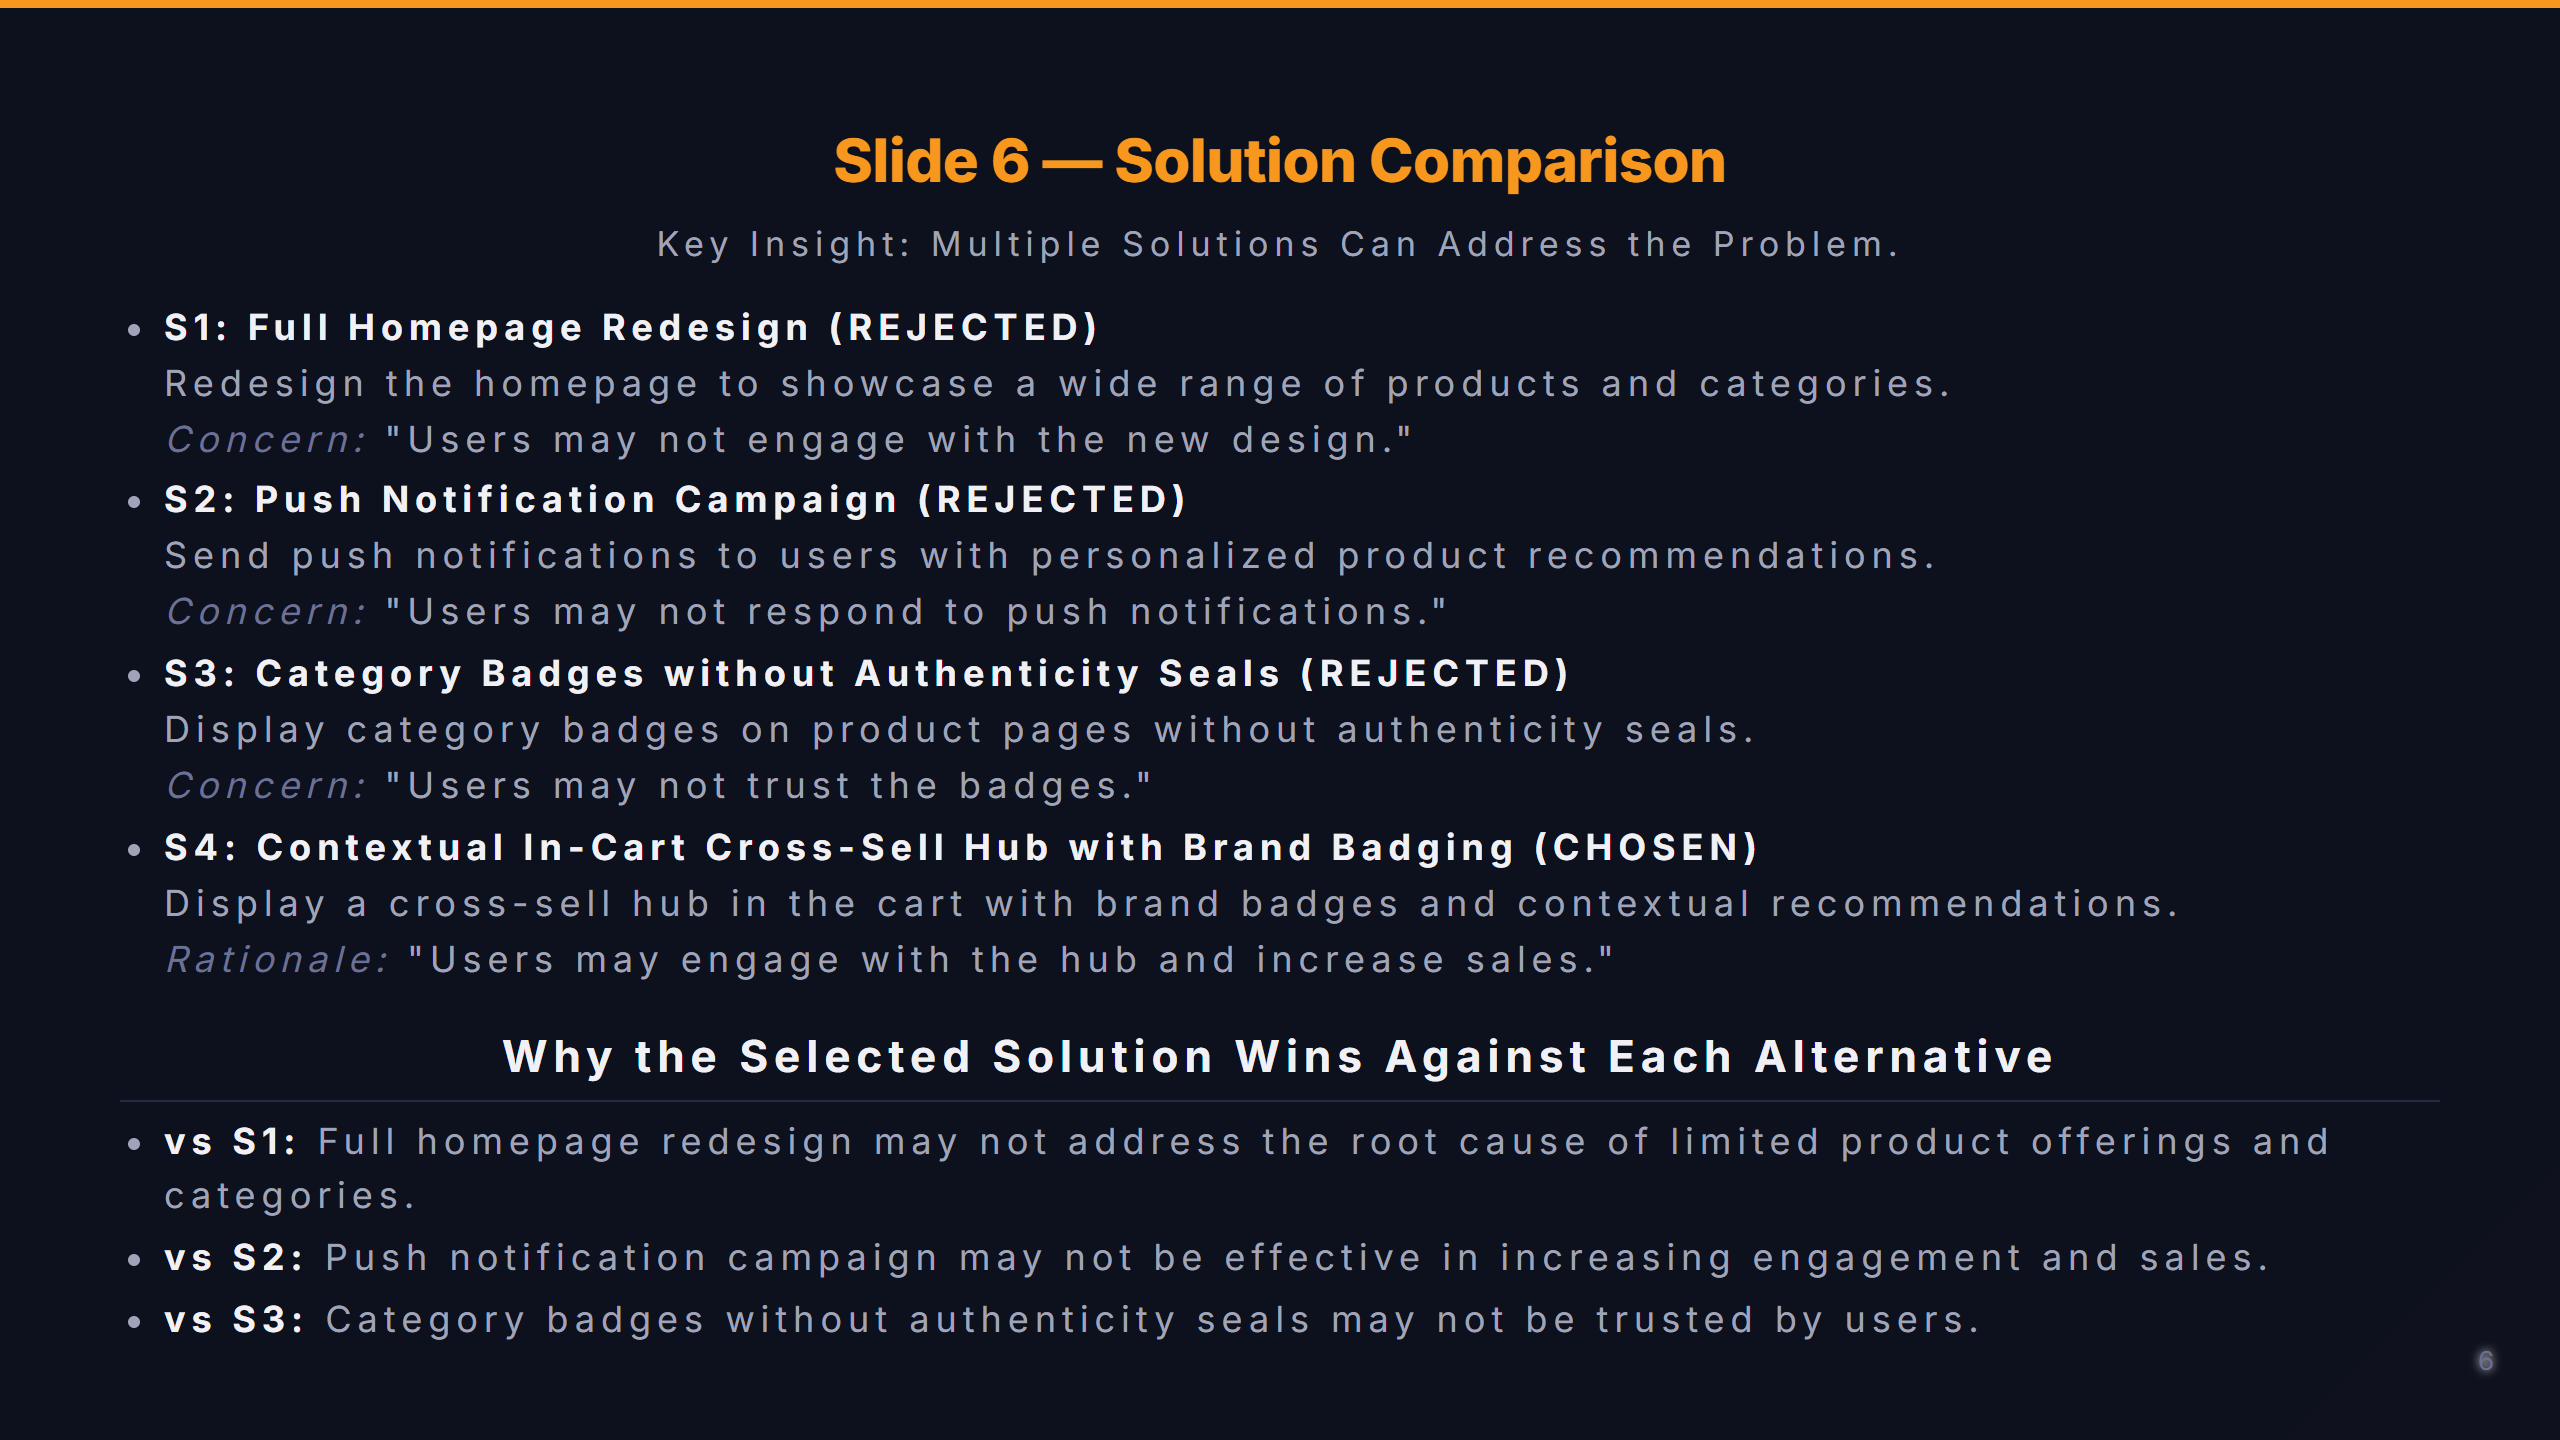 Slide 6 — Solution Comparison
Key Insight: Multiple Solutions Can Address the Problem.
• S1: Full Homepage Redesign (REJECTED)
Redesign the homepage to showcase a wide range of products and categories.
Concern: "Users may not engage with the new design."
• S2: Push Notification Campaign (REJECTED)
Send push notifications to users with personalized product recommendations.
Concern: "Users may not respond to push notifications."
• S3: Category Badges without Authenticity Seals (REJECTED)
Display category badges on product pages without authenticity seals.
Concern: "Users may not trust the badges."
• S4: Contextual In-Cart Cross-Sell Hub with Brand Badging (CHOSEN)
Display a cross-sell hub in the cart with brand badges and contextual recommendations.
Rationale: "Users may engage with the hub and increase sales."
Why the Selected Solution Wins Against Each Alternative
• vs S1: Full homepage redesign may not address the root cause of limited product offerings and
categories.
• vs S2: Push notification campaign may not be effective in increasing engagement and sales.
• vs S3: Category badges without authenticity seals may not be trusted by users.
6